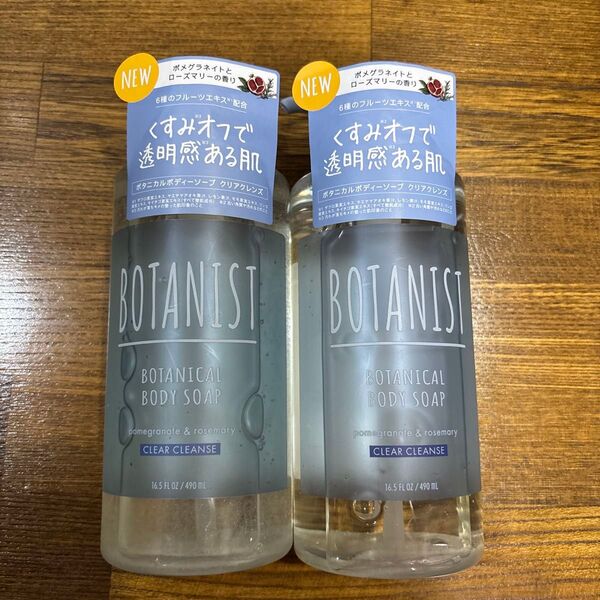 NEW
ポメグラネイトと
ローズマリーの香り
6種のフルーツエキス配合
くすみオフで
透明感ある肌
ボタニカルボディーソープ クリアクレンズ
BOTANIST
BOTANICAL
BODY SOAP
pomegranate & rosemary
CLEAR CLEANSE
16.5 FL OZ / 490 mL
NEW
ポメグラネイトと
ローズマリーの香り
6種のフルーツエキス配合
くすみオフで
透明感ある肌
ボタニカルボディーソープ クリアクレンズ
BOTANIST
BOTANICAL
BODY SOAP
pomegranate & rosemary
CLEAR CLEANSE
16.5 FL OZ / 490 mL